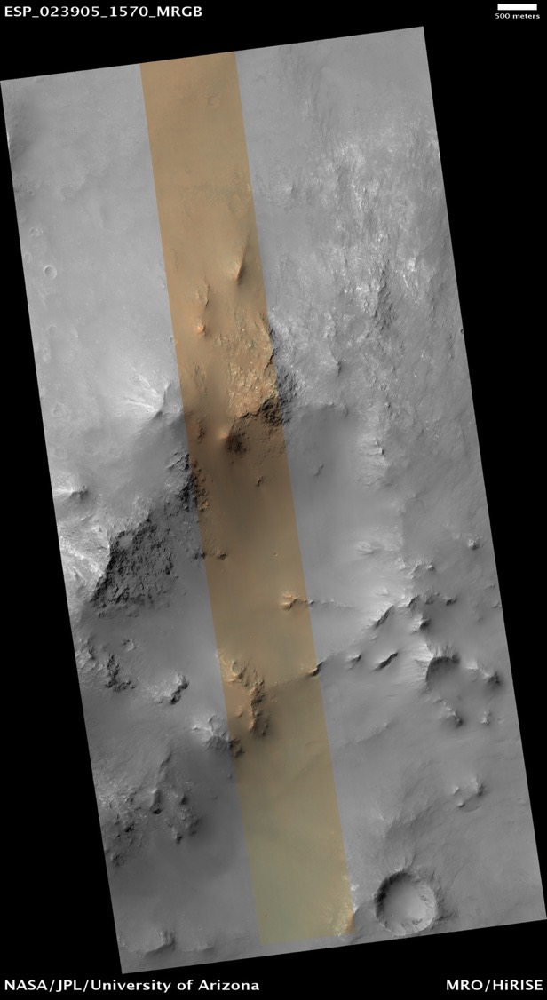 ESP_023905_1570_MRGB
500 meters
NASA/JPL/University of Arizona
MRO/HiRISE